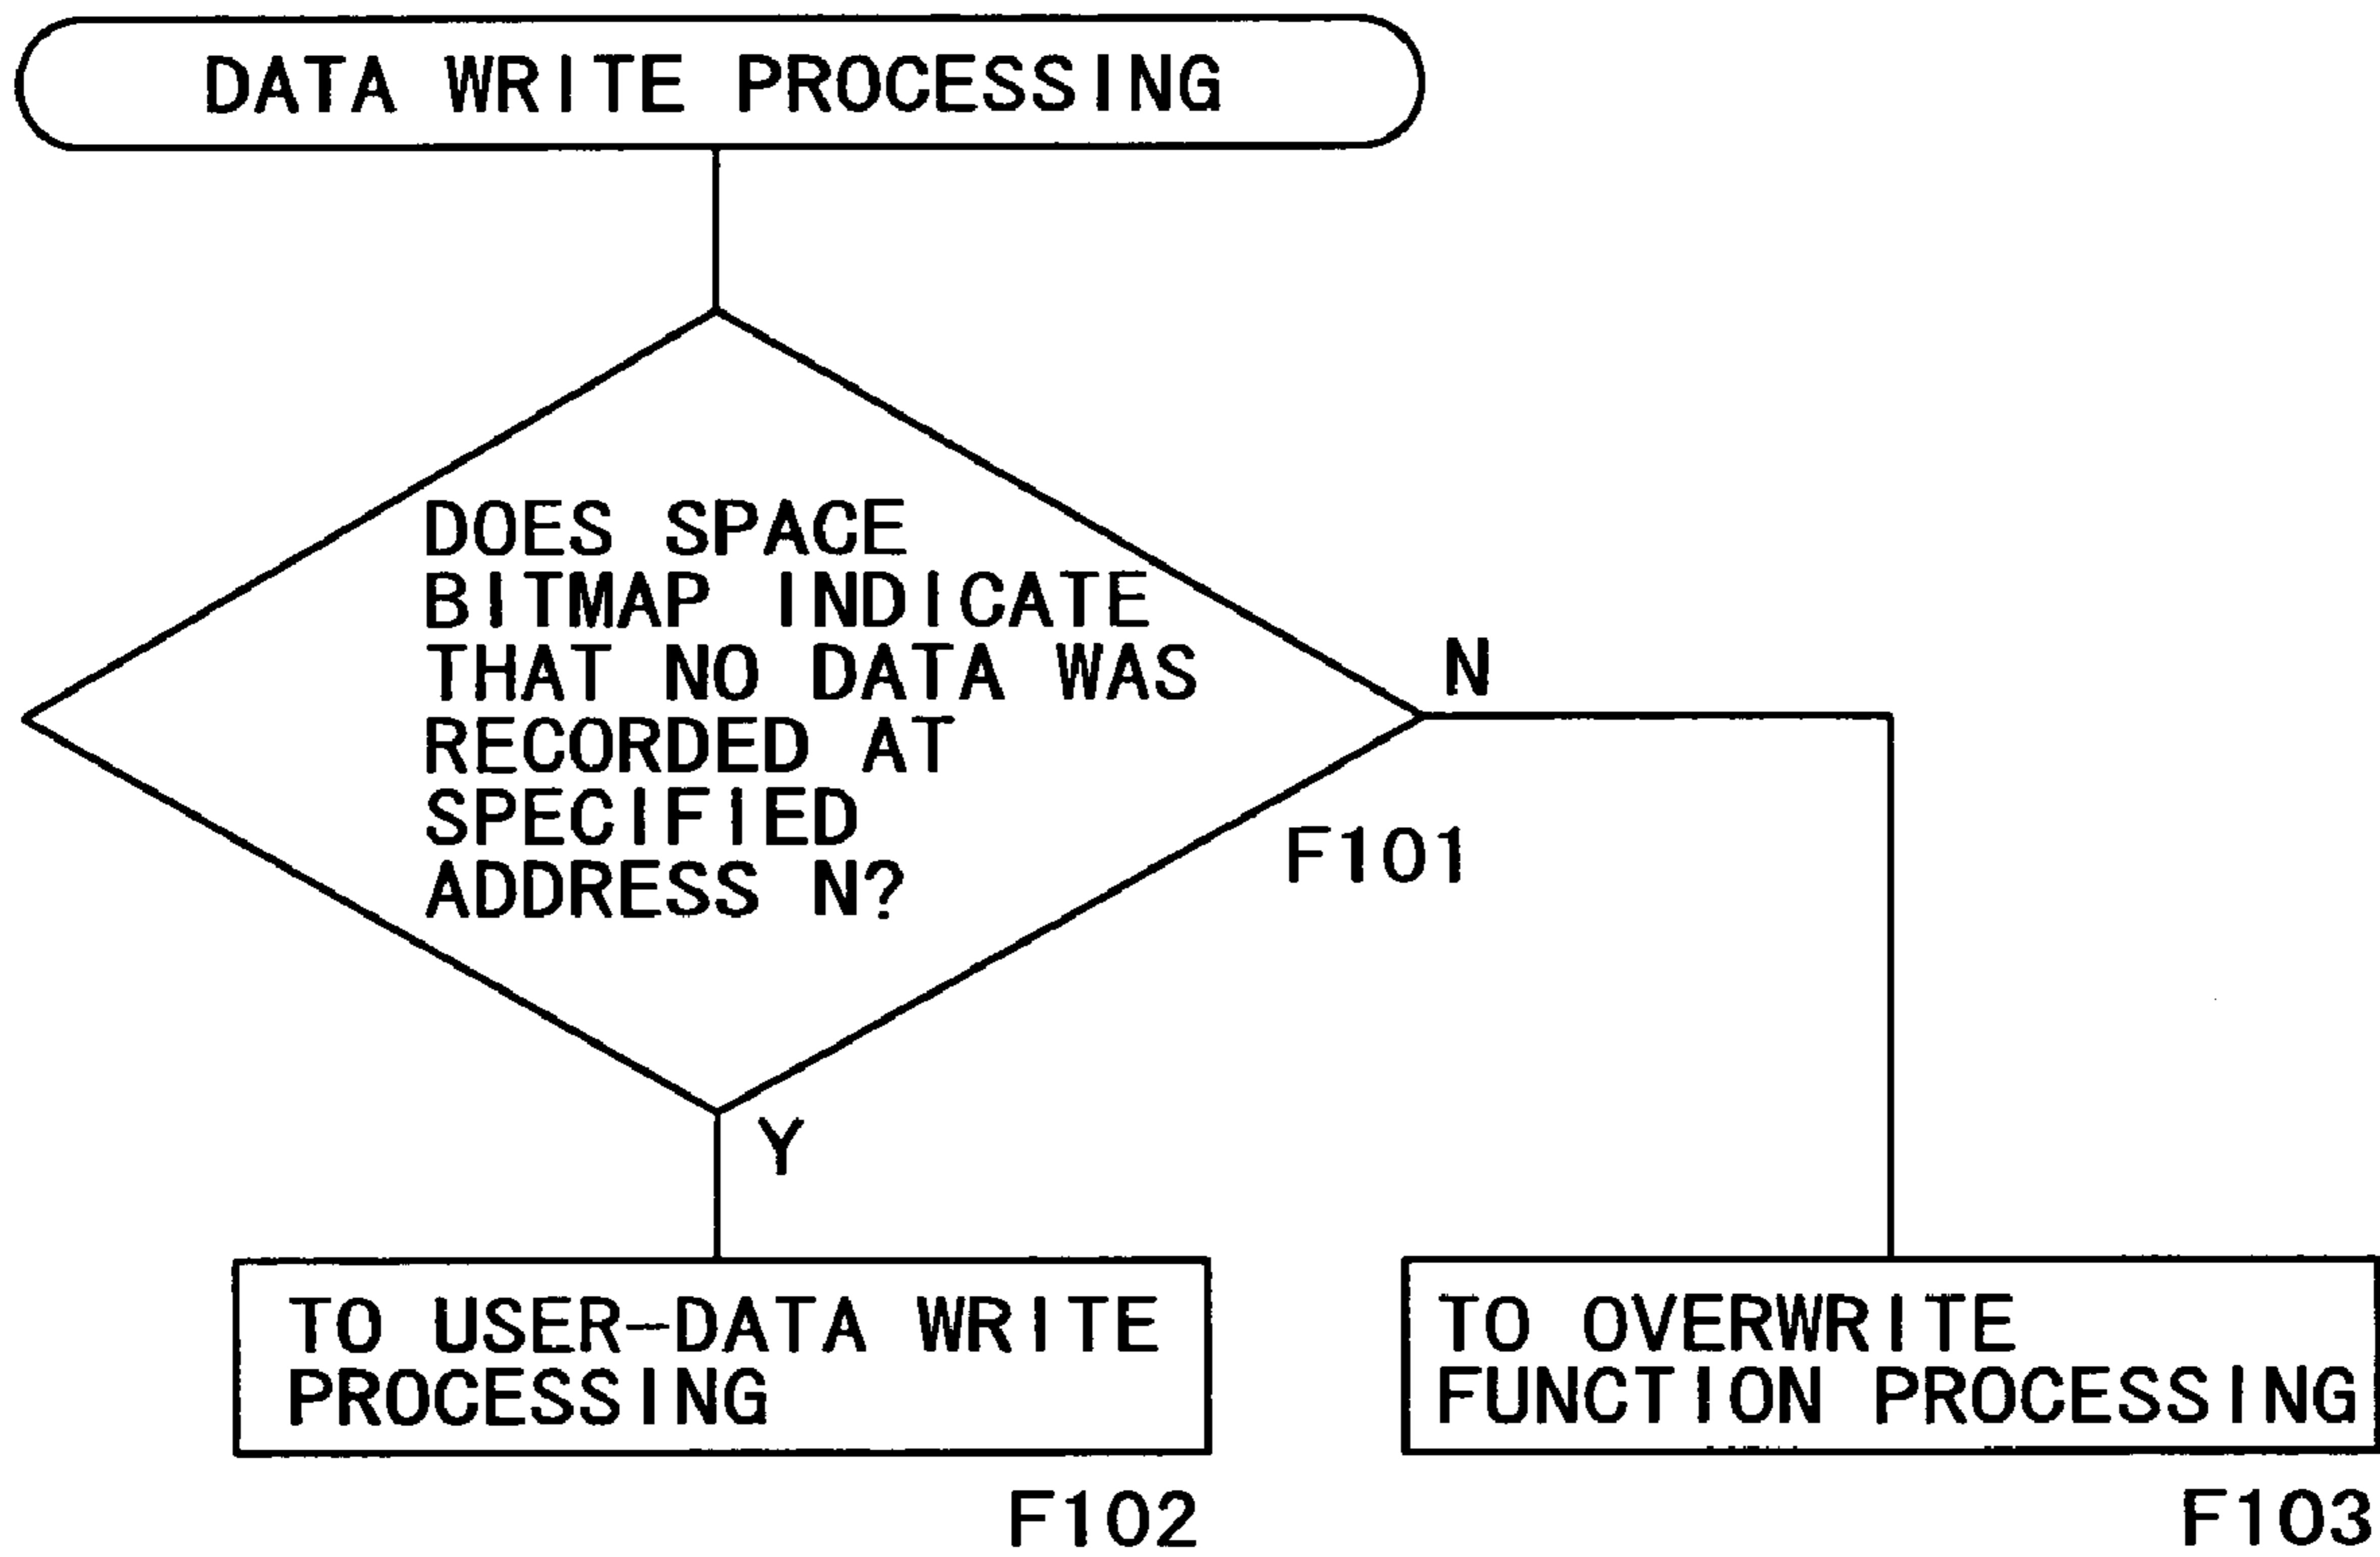 DATA WRITE PROCESSING
DOES SPACE
BITMAP INDICATE
THAT NO DATA WAS
RECORDED AT
SPECIFIED
ADDRESS N?
N
F101
Y
TO USER-DATA WRITE
PROCESSING
F102
TO OVERWRITE
FUNCTION PROCESSING
F103